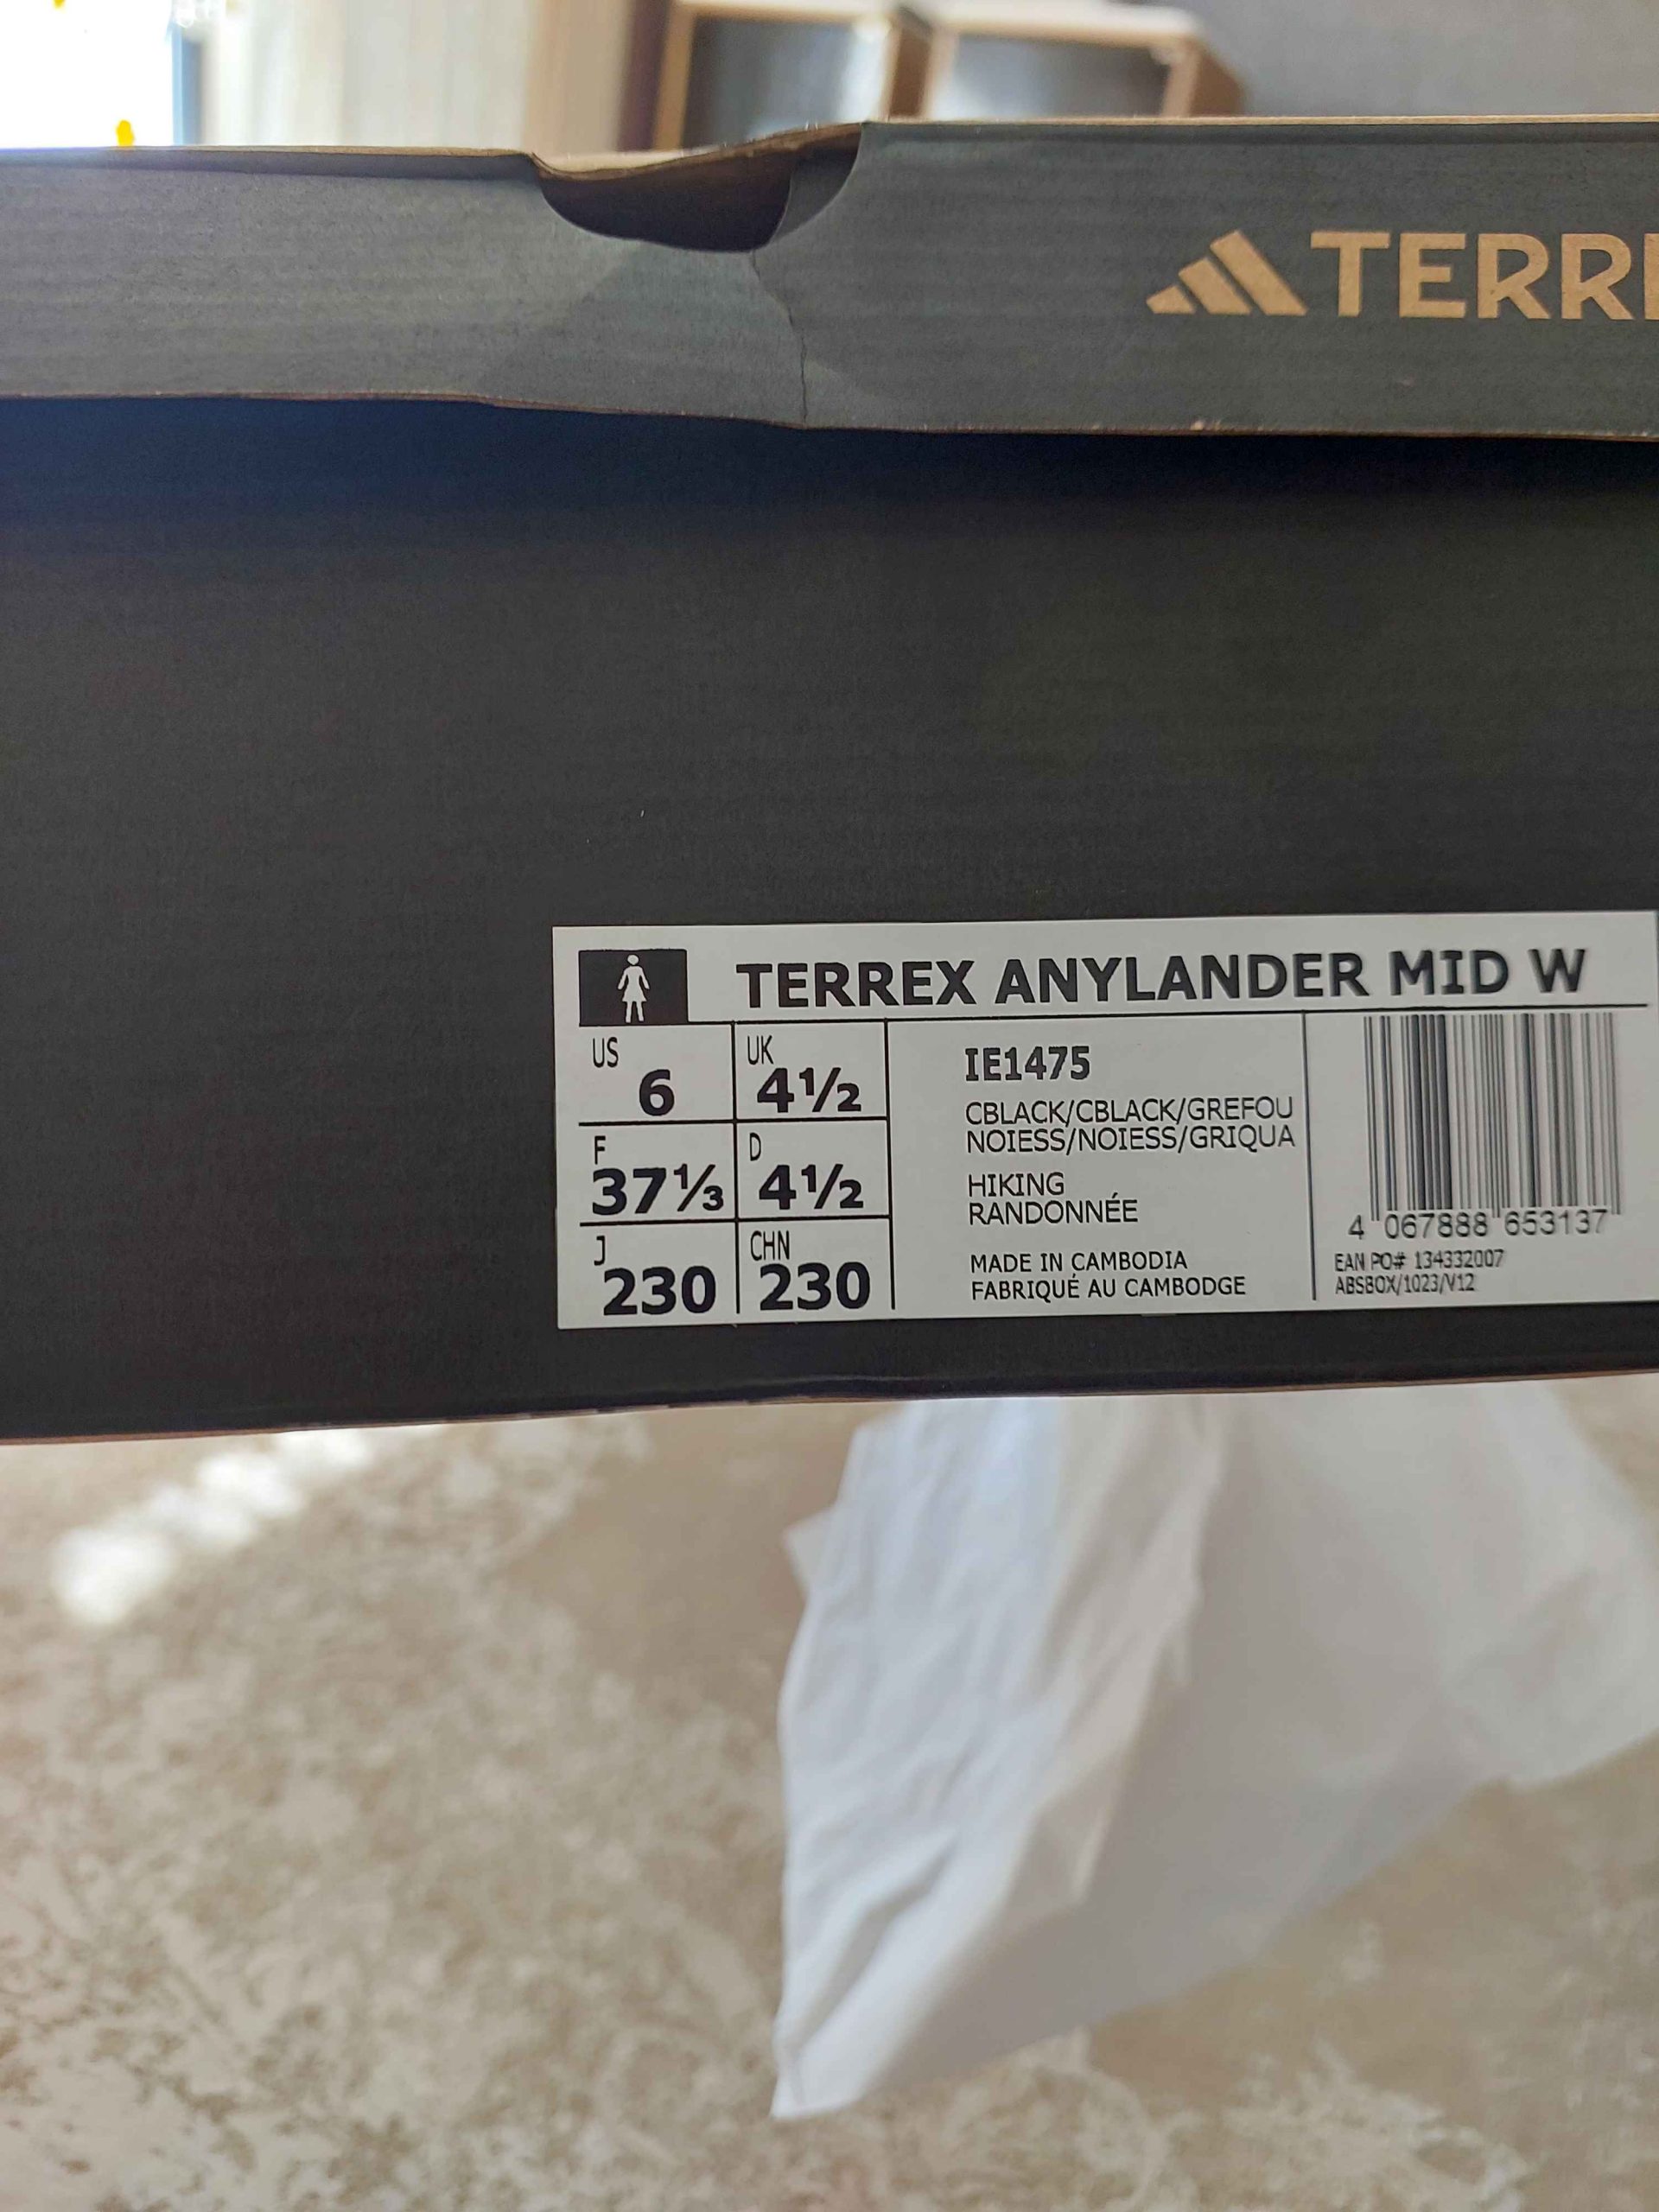 TERRE
TERREX ANYLANDER MID W
US 6 UK 4½
F 37⅓ D 4½
J 230 CHN 230
IE1475
CBLACK/CBLACK/GREFOU
NOIESS/NOIESS/GRIQUA
HIKING
RANDONNÉE
MADE IN CAMBODIA
FABRIQUÉ AU CAMBODGE
4 067888 653137
EAN PO# 134332007
ABSBOX/1023/V12